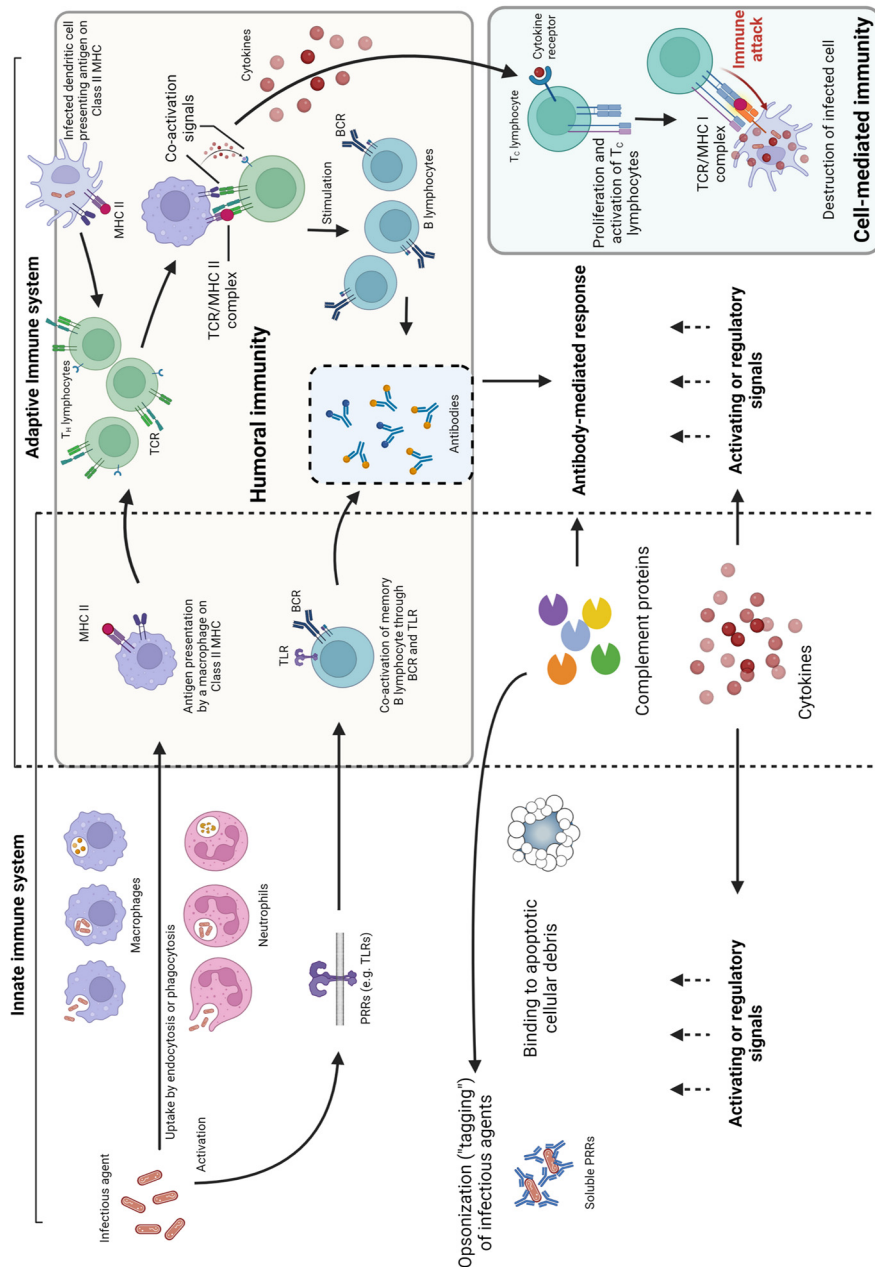 Innate immune system
Adaptive Immune system
Infectious agent
Uptake by endocytosis or phagocytosis
Activation
Macrophages
Neutrophils
PRRs (e.g. TLRs)
MHC II
Antigen presentation
by a macrophage on
Class II MHC
TLR
BCR
Co-activation of memory
B lymphocyte through
BCR and TLR
Humoral immunity
T_H lymphocytes
TCR
Infected dendritic cell
presenting antigen on
Class II MHC
MHC II
Co-activation
signals
TCR/MHC II
complex
Cytokines
Stimulation
BCR
B lymphocytes
Antibodies
T_C lymphocyte
Cytokine
receptor
Proliferation and
activation of T_C
lymphocytes
TCR/MHC I
complex
Immune
attack
Destruction of infected cell
Cell-mediated immunity
Opsonization ("tagging")
of infectious agents
Soluble PRRs
Binding to apoptotic
cellular debris
Complement proteins
Antibody-mediated response
Activating or regulatory
signals
Cytokines
Activating or regulatory
signals